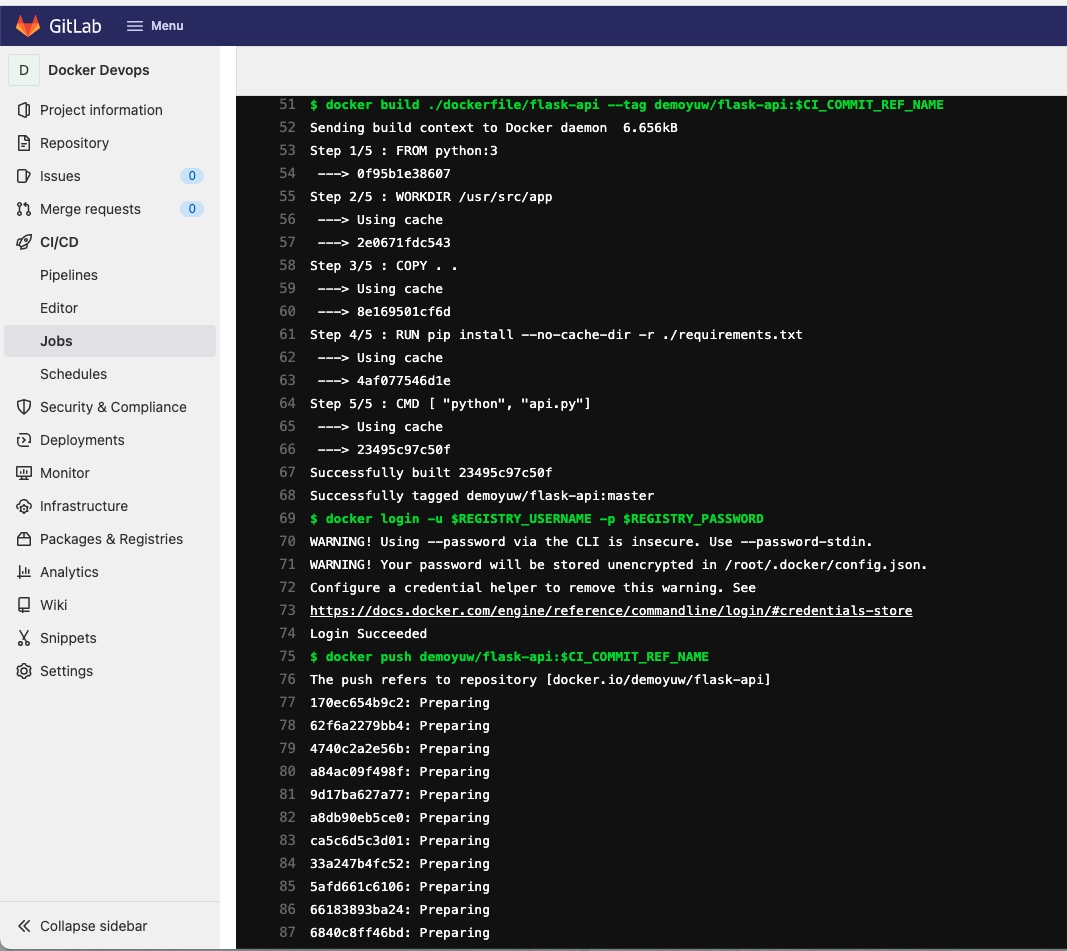 GitLab
Menu
D
Docker Devops
Project information
Repository
Issues 0
Merge requests 0
CI/CD
Pipelines
Editor
Jobs
Schedules
Security & Compliance
Deployments
Monitor
Infrastructure
Packages & Registries
Analytics
Wiki
Snippets
Settings
Collapse sidebar
51 $ docker build ./dockerfile/flask-api --tag demoyuw/flask-api:$CI_COMMIT_REF_NAME
52 Sending build context to Docker daemon  6.656kB
53 Step 1/5 : FROM python:3
54  ---> 0f95b1e38607
55 Step 2/5 : WORKDIR /usr/src/app
56  ---> Using cache
57  ---> 2e0671fdc543
58 Step 3/5 : COPY . .
59  ---> Using cache
60  ---> 8e169501cf6d
61 Step 4/5 : RUN pip install --no-cache-dir -r ./requirements.txt
62  ---> Using cache
63  ---> 4af077546d1e
64 Step 5/5 : CMD [ "python", "api.py"]
65  ---> Using cache
66  ---> 23495c97c50f
67 Successfully built 23495c97c50f
68 Successfully tagged demoyuw/flask-api:master
69 $ docker login -u $REGISTRY_USERNAME -p $REGISTRY_PASSWORD
70 WARNING! Using --password via the CLI is insecure. Use --password-stdin.
71 WARNING! Your password will be stored unencrypted in /root/.docker/config.json.
72 Configure a credential helper to remove this warning. See
73 https://docs.docker.com/engine/reference/commandline/login/#credentials-store
74 Login Succeeded
75 $ docker push demoyuw/flask-api:$CI_COMMIT_REF_NAME
76 The push refers to repository [docker.io/demoyuw/flask-api]
77 170ec654b9c2: Preparing
78 62f6a2279bb4: Preparing
79 4740c2a2e56b: Preparing
80 a84ac09f498f: Preparing
81 9d17ba627a77: Preparing
82 a8db90eb5ce0: Preparing
83 ca5c6d5c3d01: Preparing
84 33a247b4fc52: Preparing
85 5afd661c6106: Preparing
86 66183893ba24: Preparing
87 6840c8ff46bd: Preparing